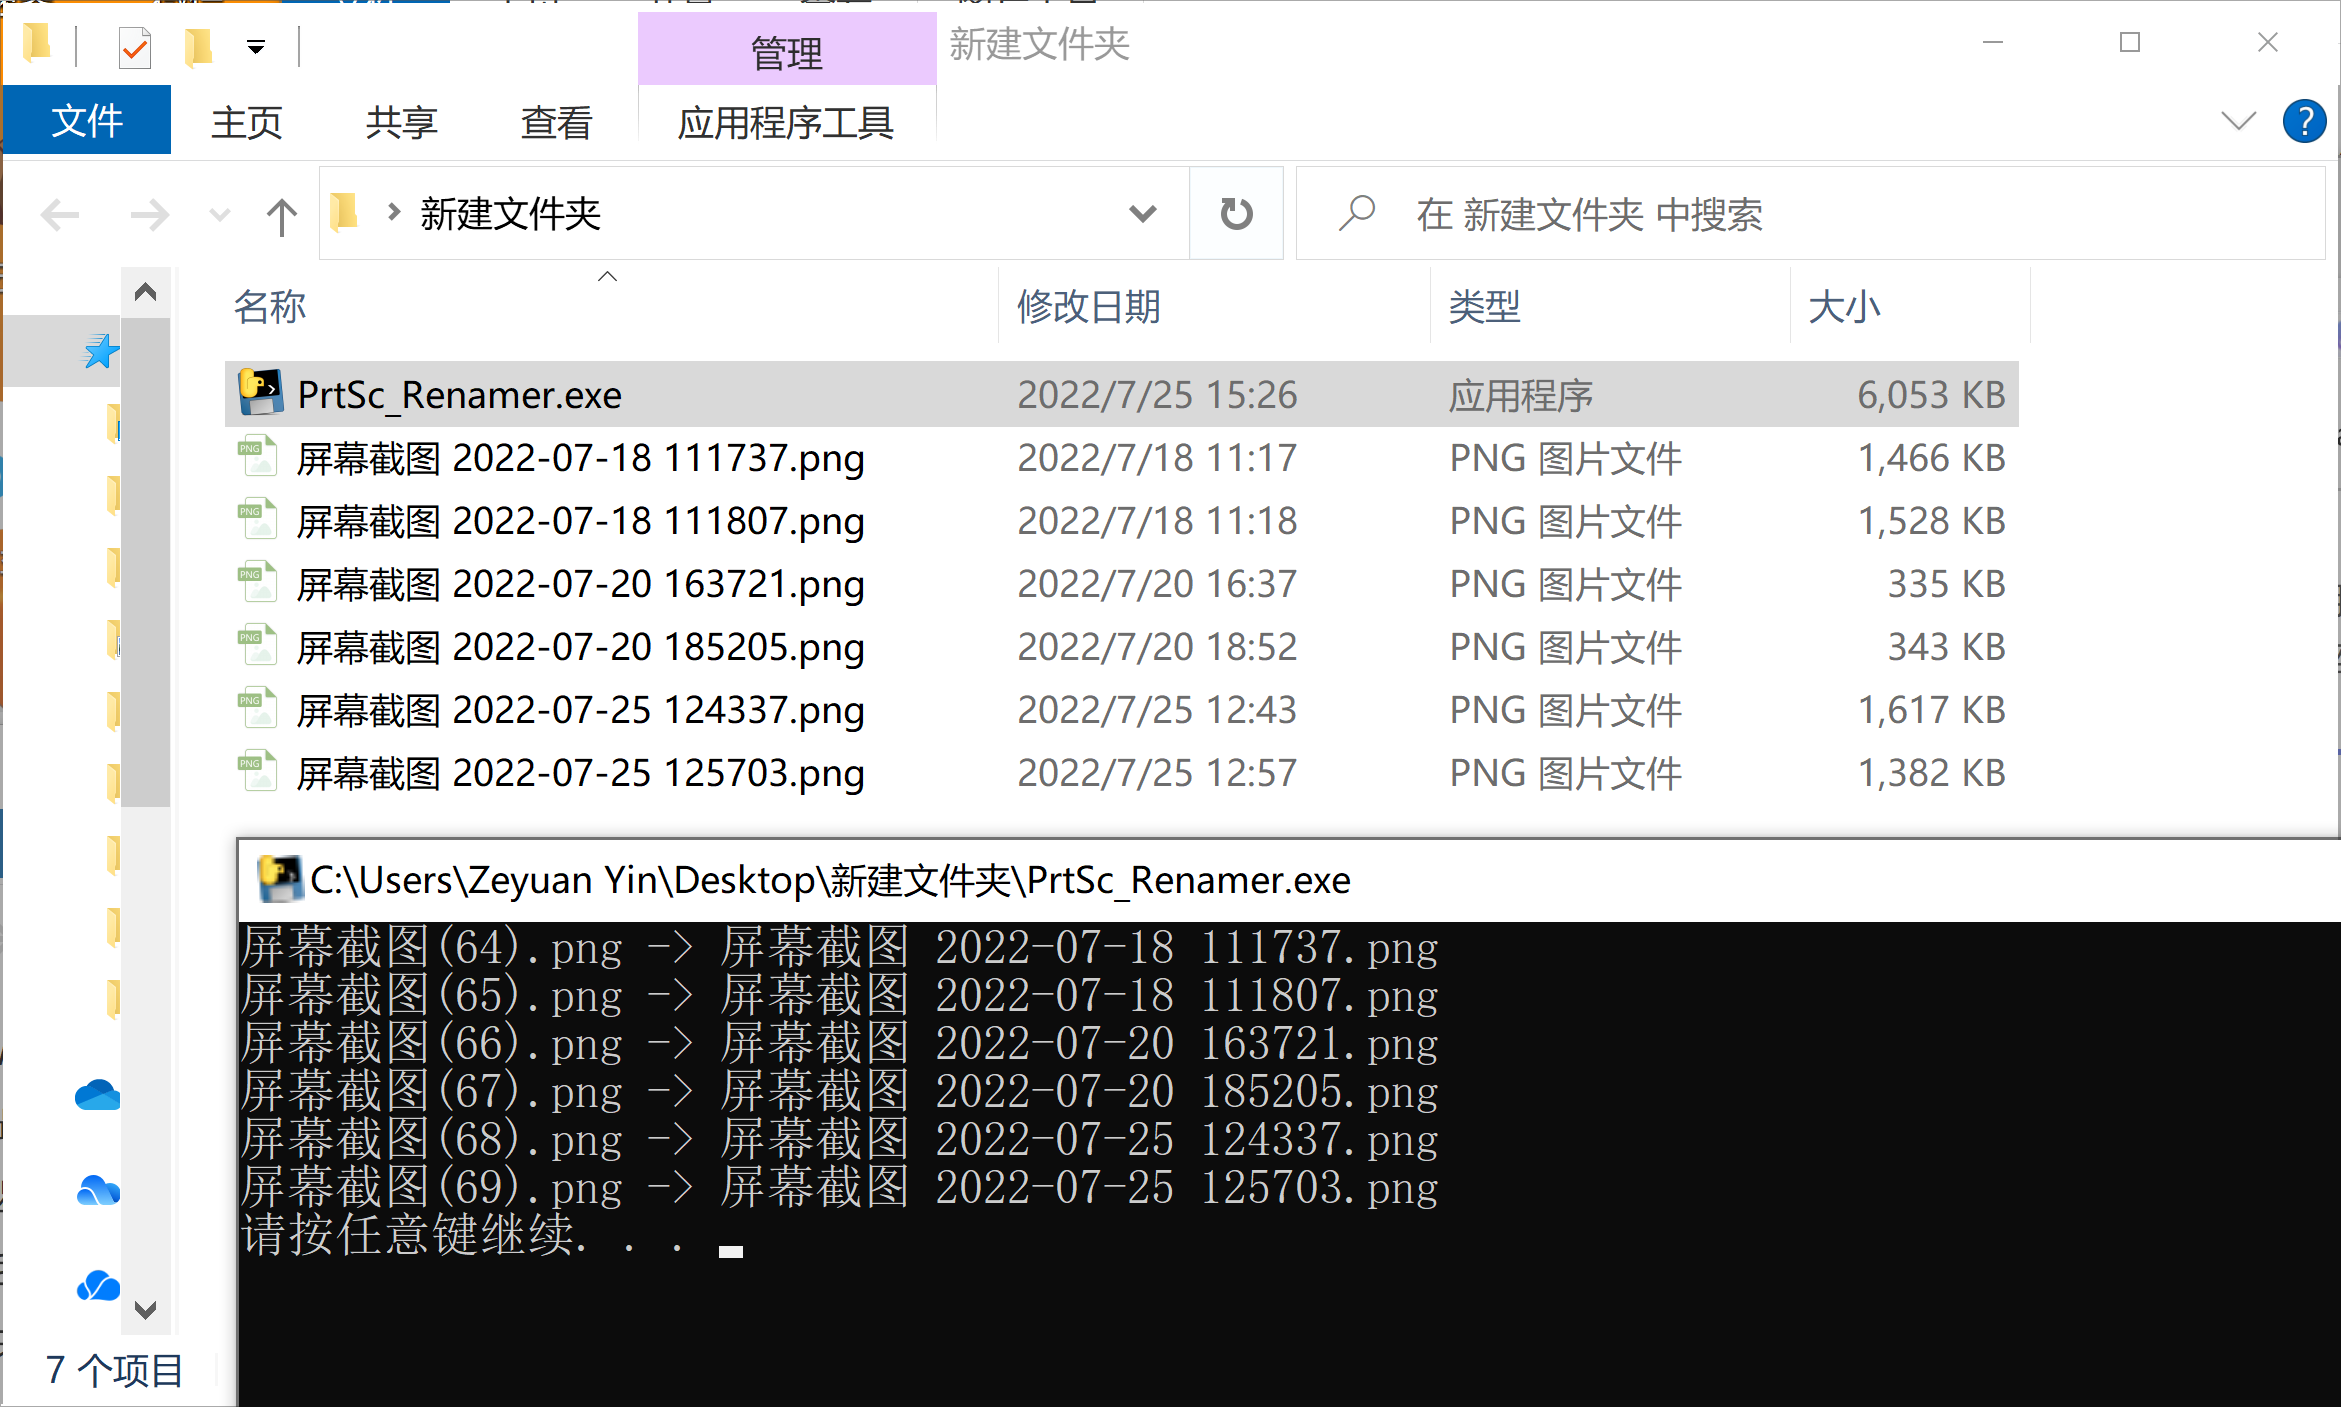 管理
新建文件夹
文件
主页
共享
查看
应用程序工具
?
新建文件夹
在 新建文件夹 中搜索
名称 修改日期 类型 大小
PrtSc_Renamer.exe 2022/7/25 15:26 应用程序 6,053 KB
PNG 屏幕截图 2022-07-18 111737.png 2022/7/18 11:17 PNG 图片文件 1,466 KB
PNG 屏幕截图 2022-07-18 111807.png 2022/7/18 11:18 PNG 图片文件 1,528 KB
PNG 屏幕截图 2022-07-20 163721.png 2022/7/20 16:37 PNG 图片文件 335 KB
PNG 屏幕截图 2022-07-20 185205.png 2022/7/20 18:52 PNG 图片文件 343 KB
PNG 屏幕截图 2022-07-25 124337.png 2022/7/25 12:43 PNG 图片文件 1,617 KB
PNG 屏幕截图 2022-07-25 125703.png 2022/7/25 12:57 PNG 图片文件 1,382 KB
C:\Users\Zeyuan Yin\Desktop\新建文件夹\PrtSc_Renamer.exe
屏幕截图(64).png -> 屏幕截图 2022-07-18 111737.png
屏幕截图(65).png -> 屏幕截图 2022-07-18 111807.png
屏幕截图(66).png -> 屏幕截图 2022-07-20 163721.png
屏幕截图(67).png -> 屏幕截图 2022-07-20 185205.png
屏幕截图(68).png -> 屏幕截图 2022-07-25 124337.png
屏幕截图(69).png -> 屏幕截图 2022-07-25 125703.png
请按任意键继续. . .
7 个项目